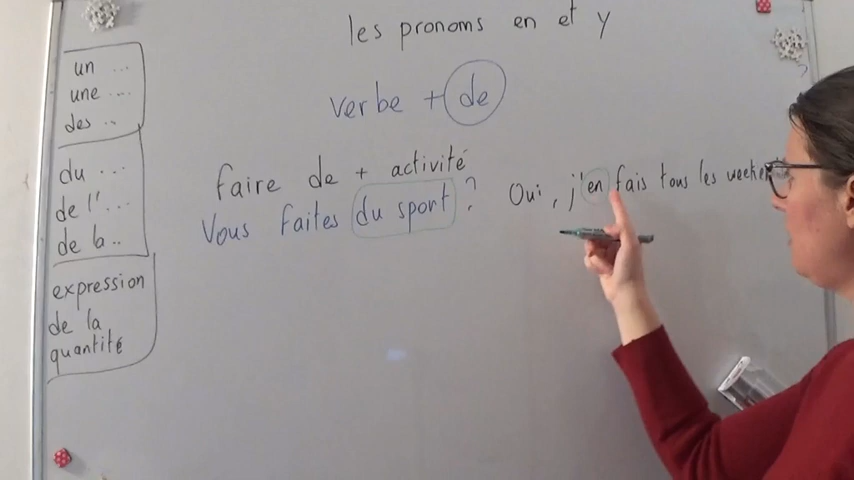 les pronoms en et y
un ...
une ....
des ..
du ...
de l' ...
de la ..
expression
de la
quantité
verbe + de
faire de + activité
Vous faites du sport ? Oui, j'en fais tous les